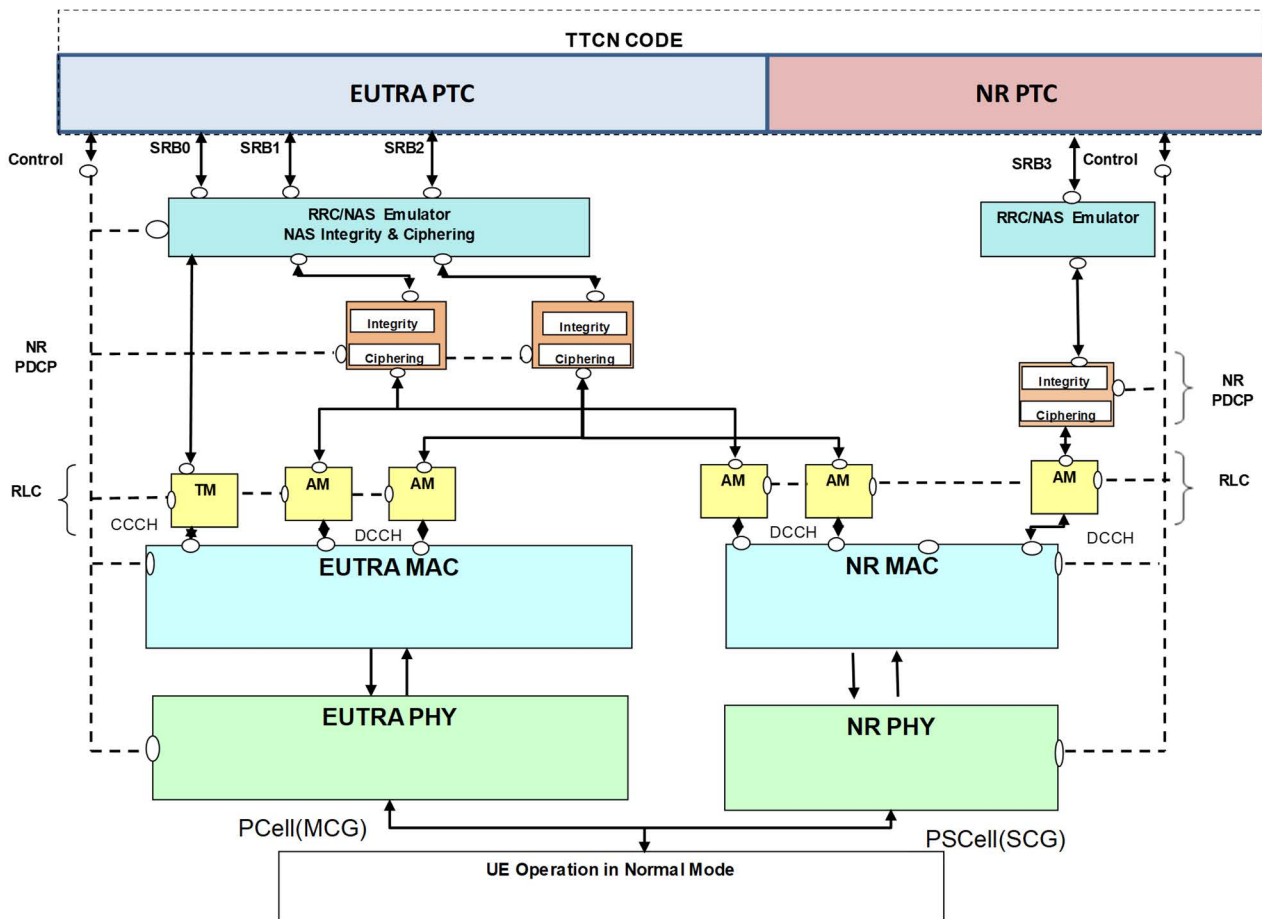 TTCN CODE
EUTRA PTC
NR PTC
Control
SRB0
SRB1
SRB2
SRB3
Control
RRC/NAS Emulator
NAS Integrity & Ciphering
RRC/NAS Emulator
NR
PDCP
Integrity
Ciphering
Integrity
Ciphering
Integrity
Ciphering
NR
PDCP
RLC
TM
AM
AM
AM
AM
AM
RLC
CCCH
DCCH
DCCH
DCCH
EUTRA MAC
NR MAC
EUTRA PHY
NR PHY
PCell(MCG)
PSCell(SCG)
UE Operation in Normal Mode